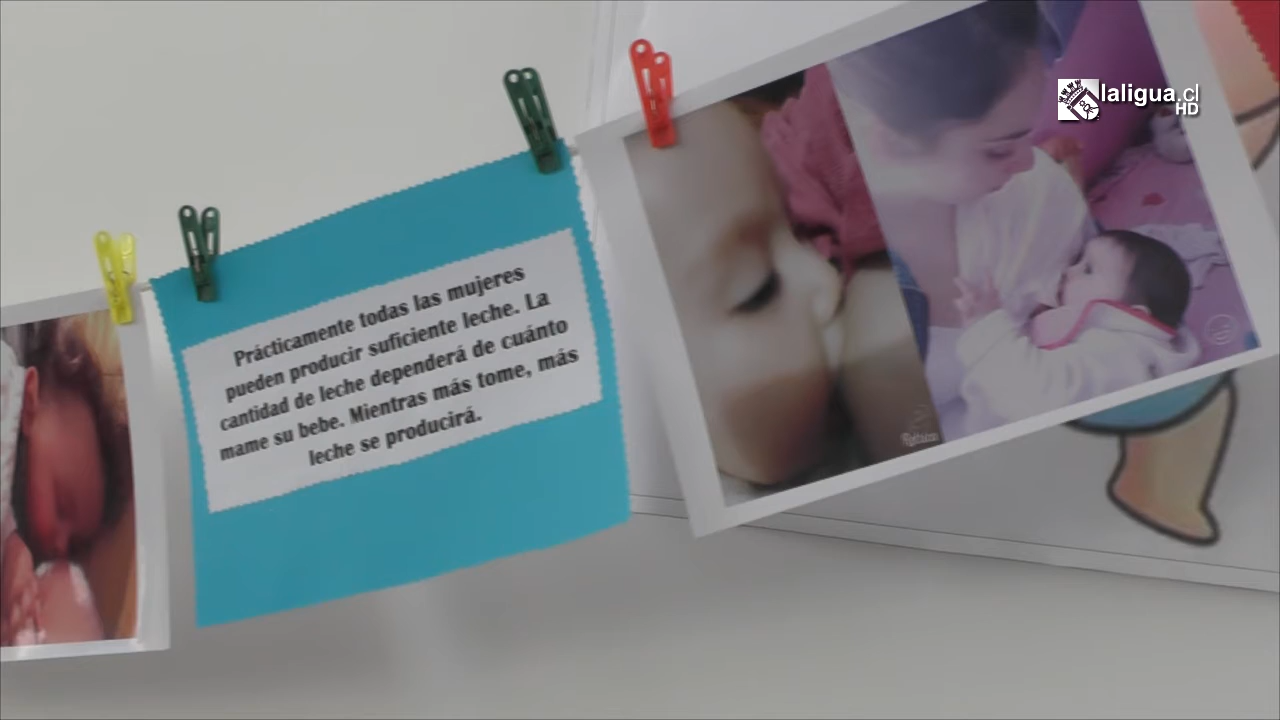 laligua.cl
HD
Prácticamente todas las mujeres
pueden producir suficiente leche. La
cantidad de leche dependerá de cuánto
mame su bebe. Mientras más tome, más
leche se producirá.